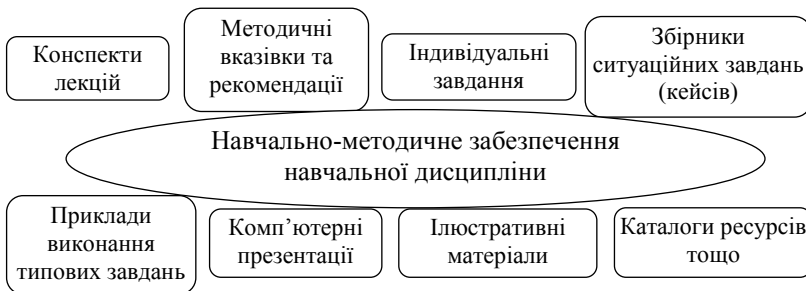 Конспекти
лекцій
Методичні
вказівки та
рекомендації
Індивідуальні
завдання
Збірники
ситуаційних завдань
(кейсів)
Навчально-методичне забезпечення
навчальної дисципліни
Приклади
виконання
типових завдань
Комп’ютерні
презентації
Ілюстративні
матеріали
Каталоги ресурсів
тощо